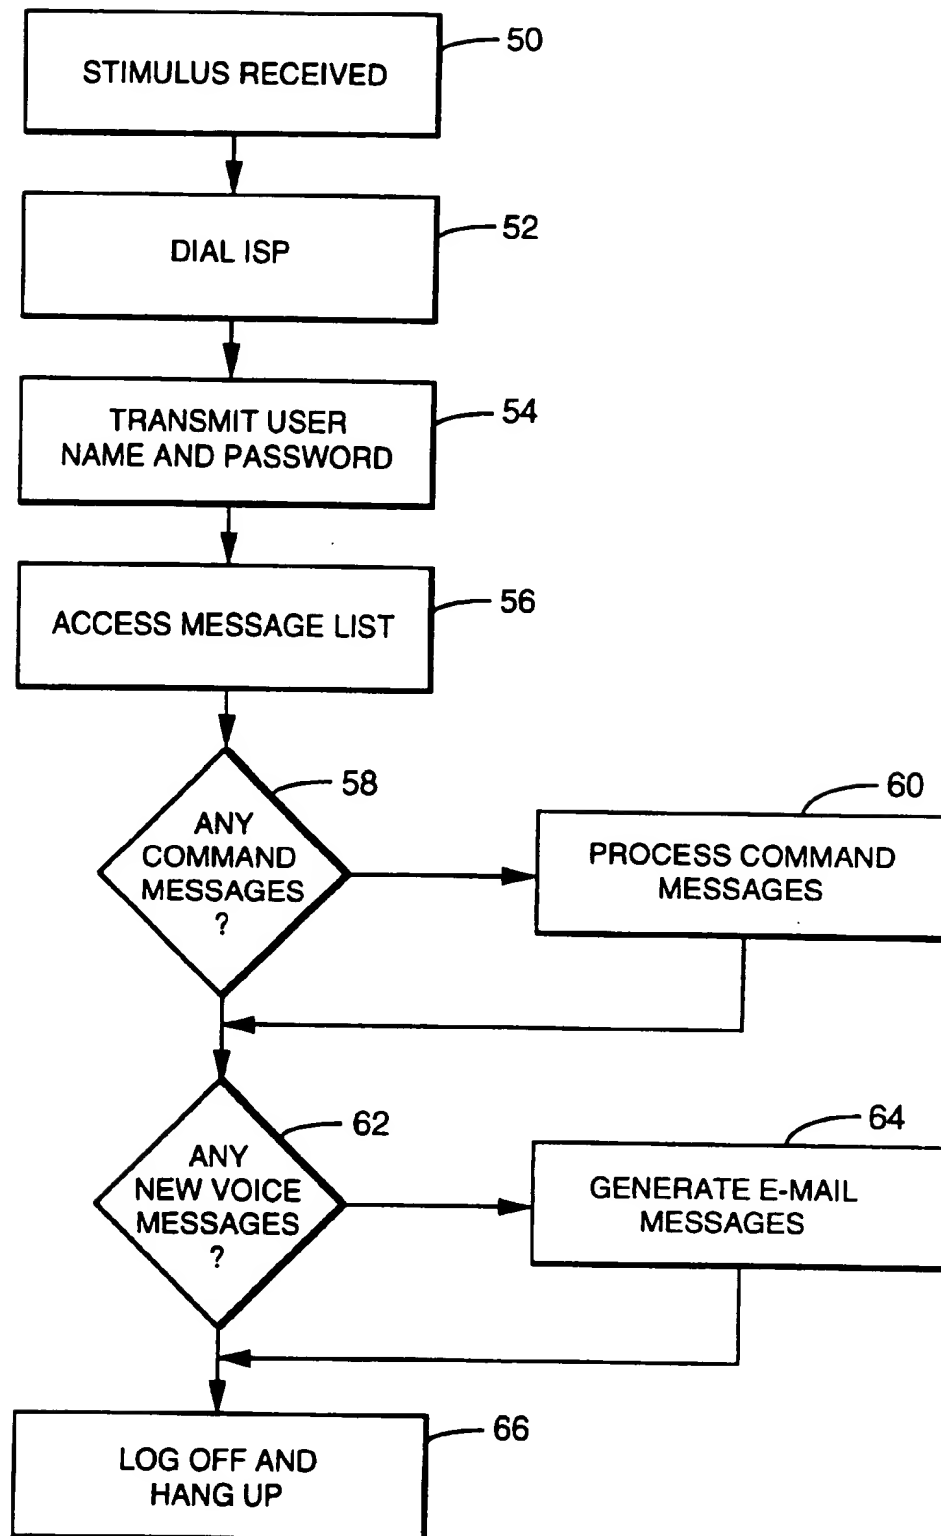 50
STIMULUS RECEIVED
52
DIAL ISP
54
TRANSMIT USER
NAME AND PASSWORD
56
ACCESS MESSAGE LIST
58
ANY
COMMAND
MESSAGES
?
60
PROCESS COMMAND
MESSAGES
62
ANY
NEW VOICE
MESSAGES
?
64
GENERATE E-MAIL
MESSAGES
66
LOG OFF AND
HANG UP